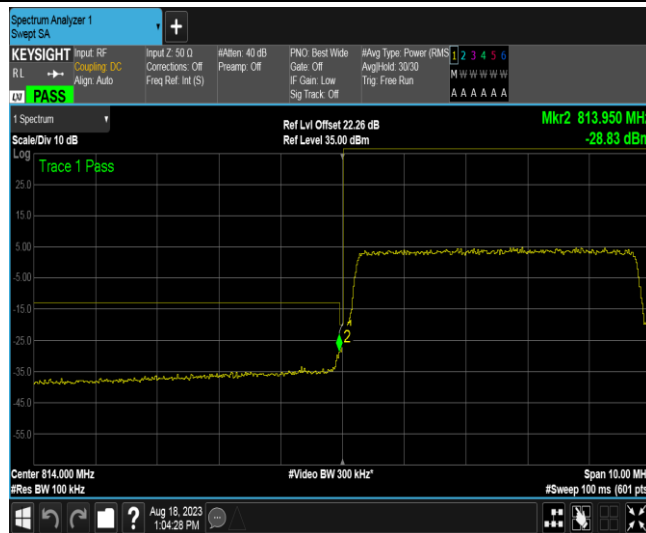 Spectrum Analyzer 1
Swept SA
+
KEYSIGHT
RL
PASS
Input: RF
Coupling: DC
Align: Auto
Input Z: 50 Ω
Corrections: Off
Freq Ref: Int (S)
#Atten: 40 dB
Preamp: Off
PNO: Best Wide
Gate: Off
IF Gain: Low
Sig Track: Off
#Avg Type: Power (RMS
Avg|Hold: 30/30
Trig: Free Run
1 2 3 4 5 6
M W W W W W
A A A A A A
1 Spectrum
Scale/Div 10 dB
Ref Lvl Offset 22.26 dB
Ref Level 35.00 dBm
Mkr2 813.950 MHz
-28.83 dBm
Log
Trace 1 Pass
25.0
15.0
5.00
-5.00
-15.0
-25.0
-35.0
-45.0
-55.0
2
Center 814.000 MHz
#Res BW 100 kHz
#Video BW 300 kHz*
Span 10.00 MH
#Sweep 100 ms (601 pts
?
Aug 18, 2023
1:04:28 PM